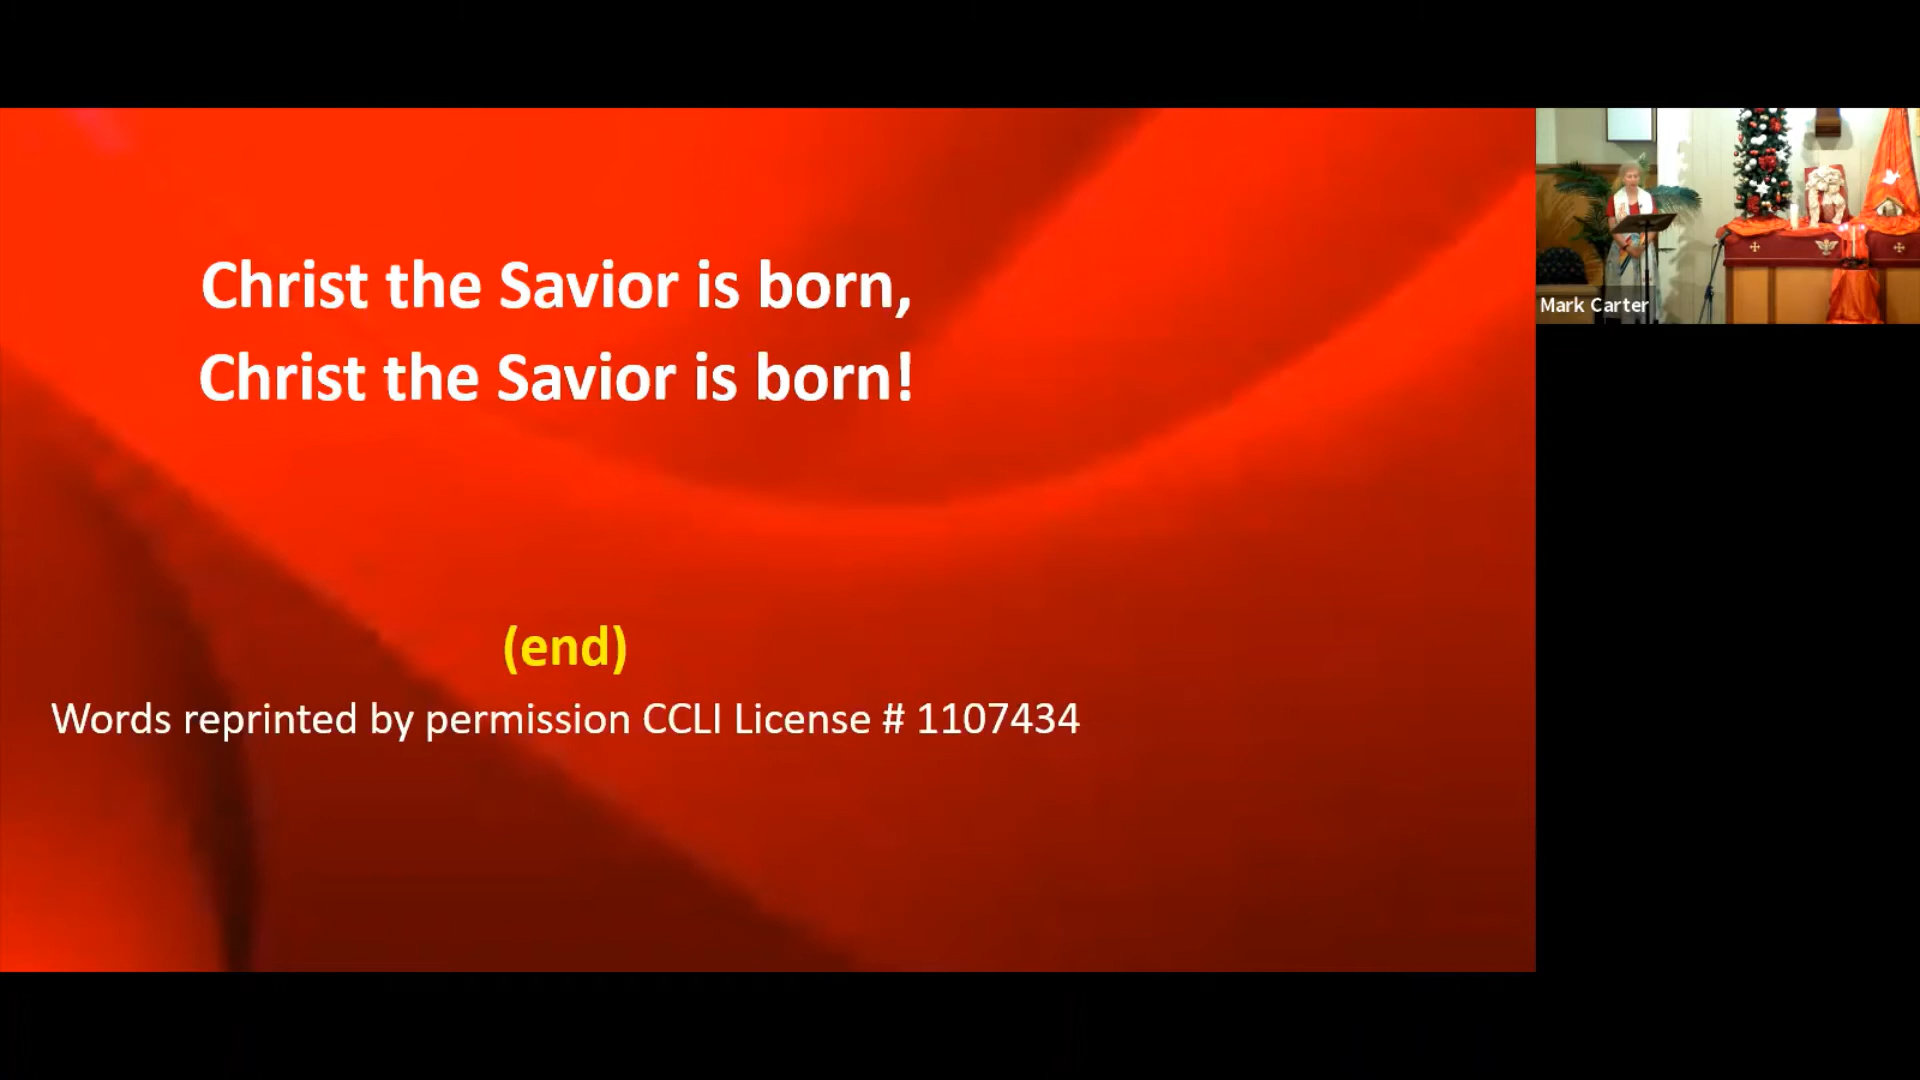 Christ the Savior is born,
Christ the Savior is born!
(end)
Words reprinted by permission CCLI License # 1107434
Mark Carter